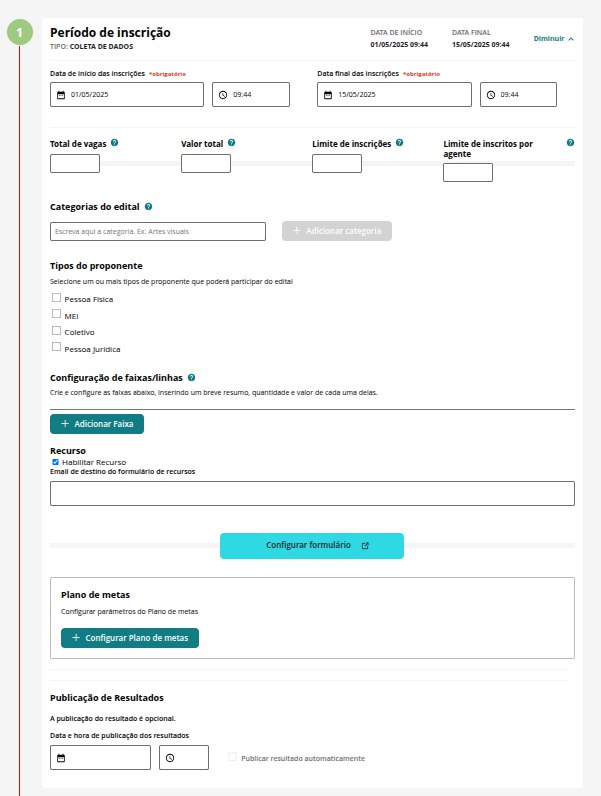 1
Período de inscrição
TIPO: COLETA DE DADOS
DATA DE INÍCIO
01/05/2025 09:44
DATA FINAL
15/05/2025 09:44
Diminuir
Data de início das inscrições *obrigatório
01/05/2025
09:44
Data final das inscrições *obrigatório
15/05/2025
09:44
Total de vagas ?
Valor total ?
Limite de inscrições ?
Limite de inscritos por
agente ?
Categorias do edital ?
Escreva aqui a categoria. Ex: Artes visuais
+ Adicionar categoria
Tipos do proponente
Selecione um ou mais tipos de proponente que poderá participar do edital
Pessoa Física
MEI
Coletivo
Pessoa Jurídica
Configuração de faixas/linhas ?
Crie e configure as faixas abaixo, inserindo um breve resumo, quantidade e valor de cada uma delas.
+ Adicionar Faixa
Recurso
Habilitar Recurso
Email de destino do formulário de recursos
Configurar formulário
Plano de metas
Configurar parâmetros do Plano de metas
+ Configurar Plano de metas
Publicação de Resultados
A publicação do resultado é opcional.
Data e hora de publicação dos resultados
Publicar resultado automaticamente